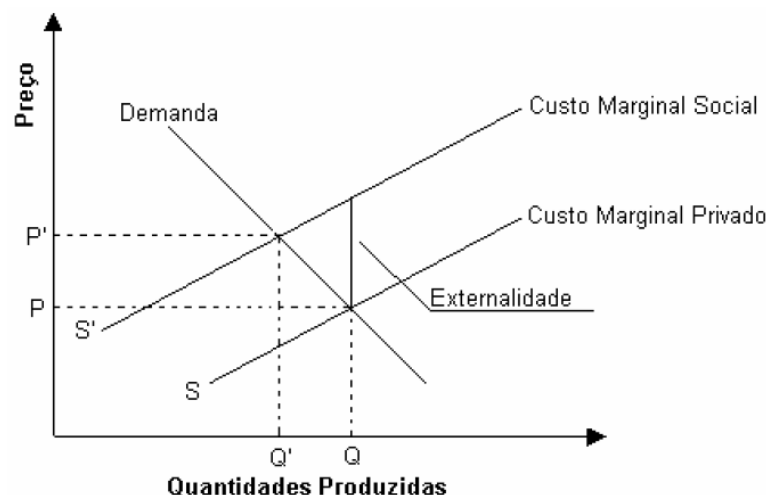 Preço
Demanda
Custo Marginal Social
Custo Marginal Privado
P'
P
Externalidade
S'
S
Q'
Q
Quantidades Produzidas